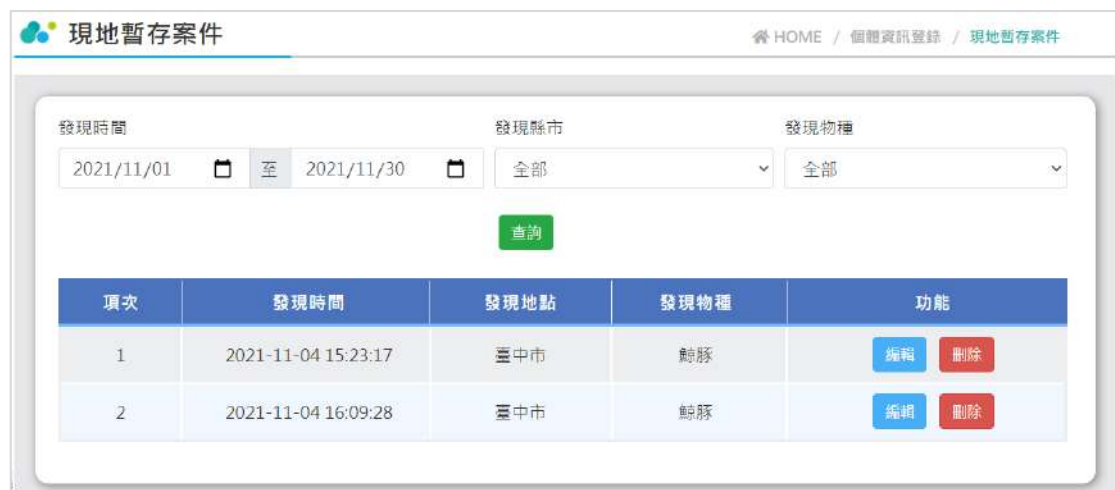 現地暫存案件
HOME / 個體資訊登錄 / 現地暫存案件
發現時間 發現縣市 發現物種
2021/11/01 至 2021/11/30 全部 全部
查詢
項次 發現時間 發現地點 發現物種 功能
1 2021-11-04 15:23:17 臺中市 鯨豚 編輯 刪除
2 2021-11-04 16:09:28 臺中市 鯨豚 編輯 刪除